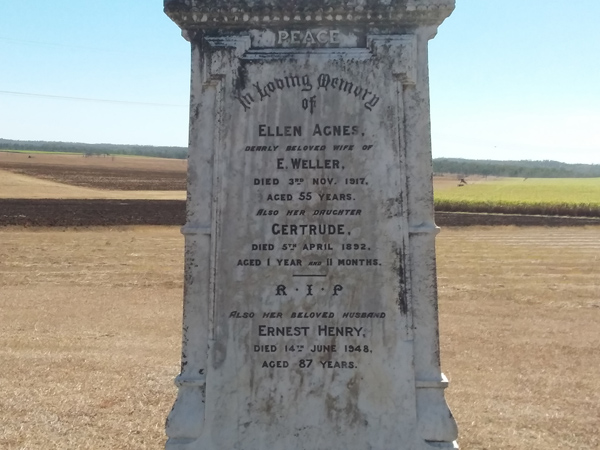 PEACE
In Loving Memory
of
ELLEN AGNES,
DEARLY BELOVED WIFE OF
E. WELLER,
DIED 3RD NOV. 1917,
AGED 55 YEARS.
ALSO HER DAUGHTER
GERTRUDE,
DIED 5TH APRIL 1892,
AGED 1 YEAR AND 11 MONTHS.
R · I · P
ALSO HER BELOVED HUSBAND
ERNEST HENRY,
DIED 14TH JUNE 1948,
AGED 87 YEARS.